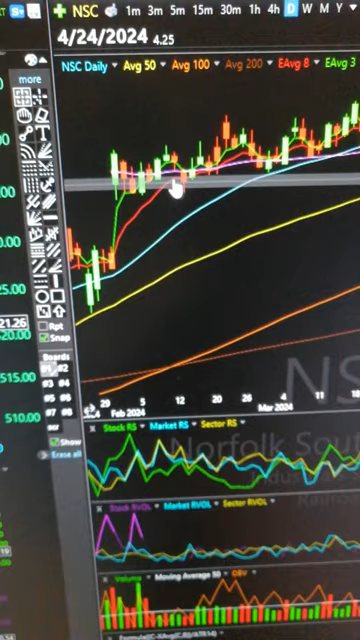 NSC 1m 3m 5m 15m 30m 1h 4h D W M Y
4/24/2024 4.25
NSC Daily Avg 50 Avg 100 Avg 200 EAvg 8 EAvg 3
more
Rpt
Snap
Boards
#1 #2
#3 #4
#5 #6
#7 #8
Show
Erase all
25.00
21.26
520.00
515.00
510.00
29 5 12 20 26 4 11 18
Feb 2024 Mar 2024
NS
Stock RS Market RS Sector RS
Norfolk Sou
Stock RVOL Market RVOL Sector RVOL
Volume Moving Average 50 OBV